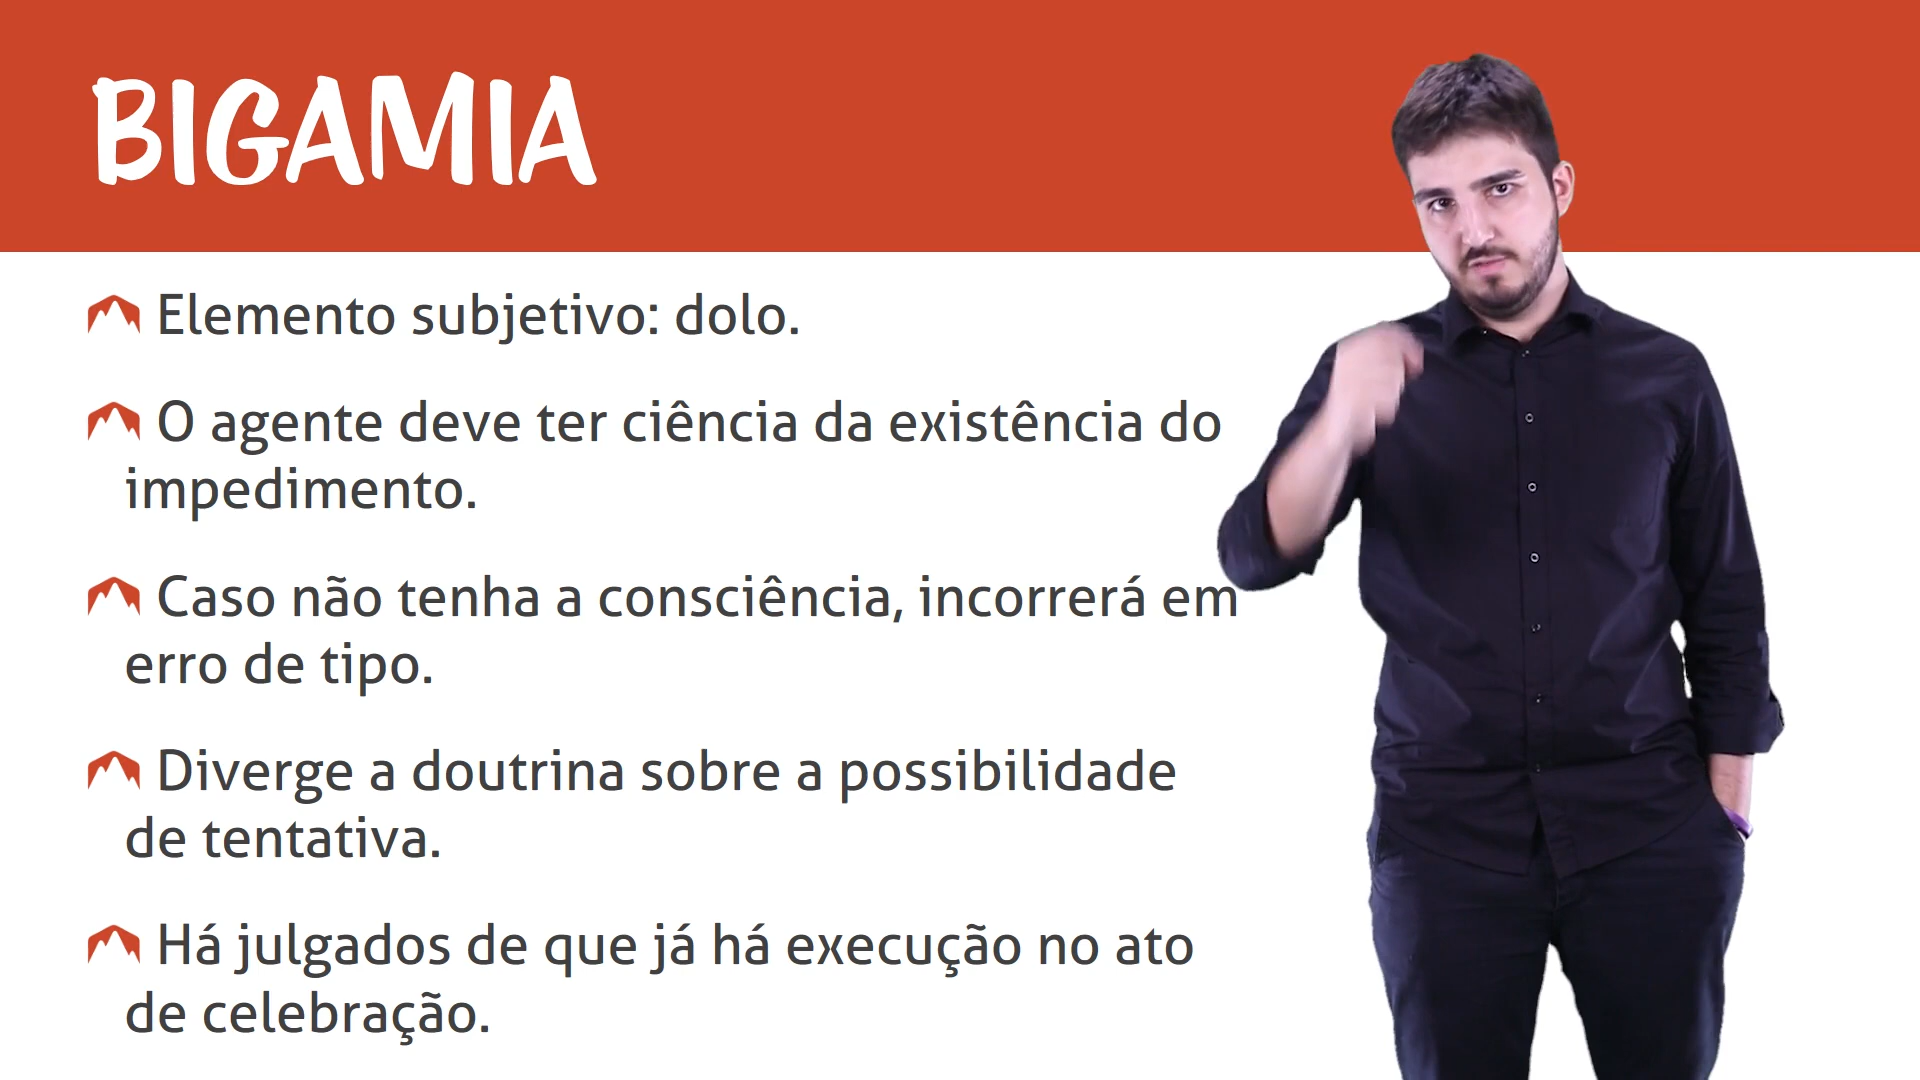 BIGAMIA
Elemento subjetivo: dolo.
O agente deve ter ciência da existência do
impedimento.
Caso não tenha a consciência, incorrerá em
erro de tipo.
Diverge a doutrina sobre a possibilidade
de tentativa.
Há julgados de que já há execução no ato
de celebração.